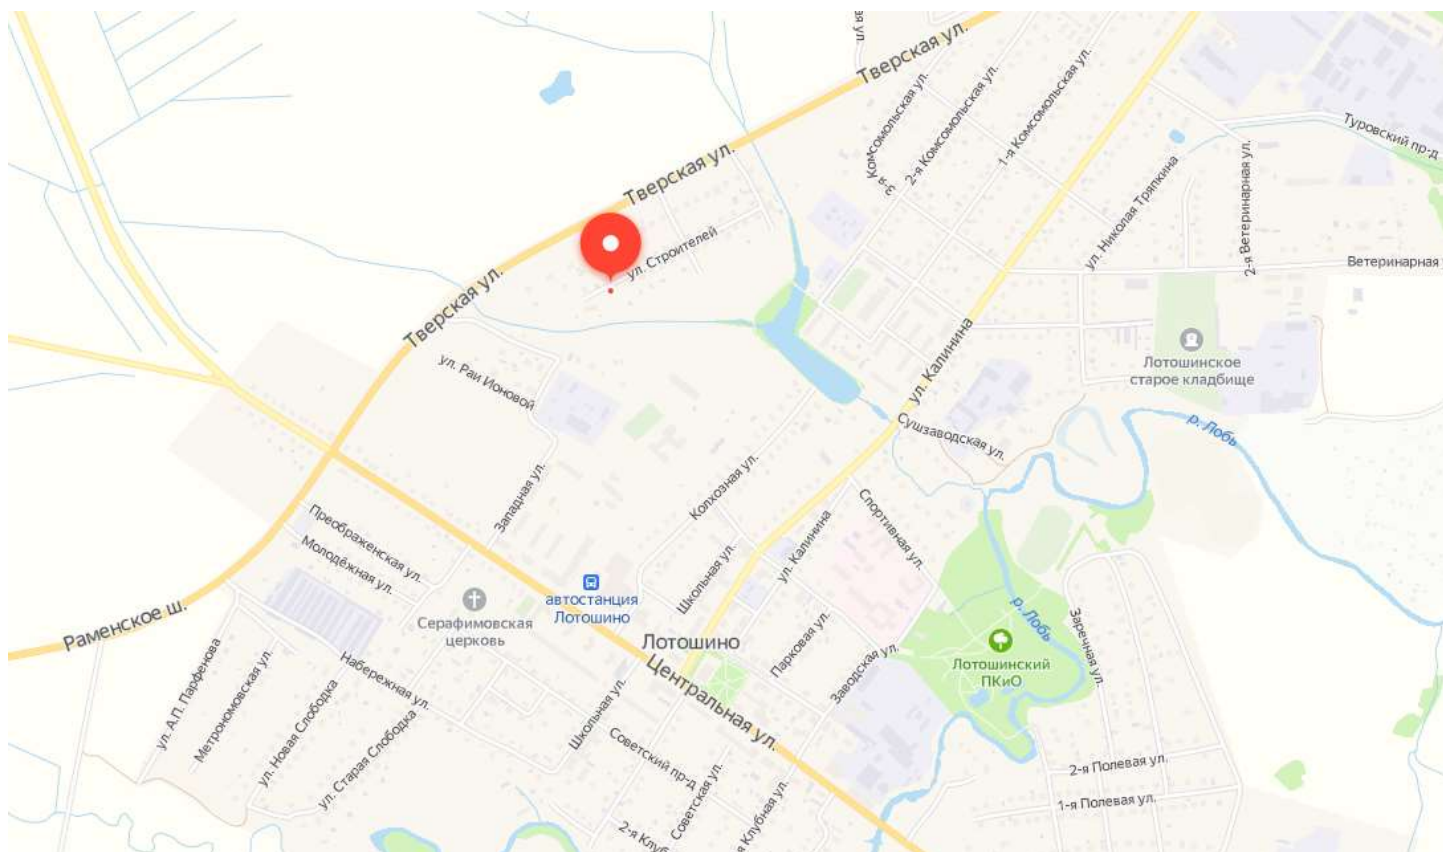 Тверская ул.
Комсомольская ул.
3-я
2-я Комсомольская ул.
1-я Комсомольская ул.
Туровский пр-д
Тверская ул.
ул. Николая Тряпкина
2-я Ветеринарная ул.
Ветеринарная
ул. Строителей
Тверская ул.
ул. Калинина
Лотошинское
старое кладбище
ул. Раи Ионовой
Сушзаводская ул.
р. Лобь
Колхозная ул.
Западная ул.
Спортивная ул.
Преображенская ул.
Молодёжная ул.
Школьная ул.
ул. Калинина
автостанция
Лотошино
Серафимовская
церковь
Раменское ш.
р. Лобь
Заречная ул.
Лотошино
Парковая ул.
Лотошинский
ПКиО
Заводская ул.
ул. А.П. Парфенова
Метрономовская ул.
Набережная ул.
ул. Новая Слободка
ул. Старая Слободка
Школьная ул.
Центральная ул.
Советский пр-д
2-я Полевая ул.
1-я Полевая ул.
Советская ул.
Клубная ул.